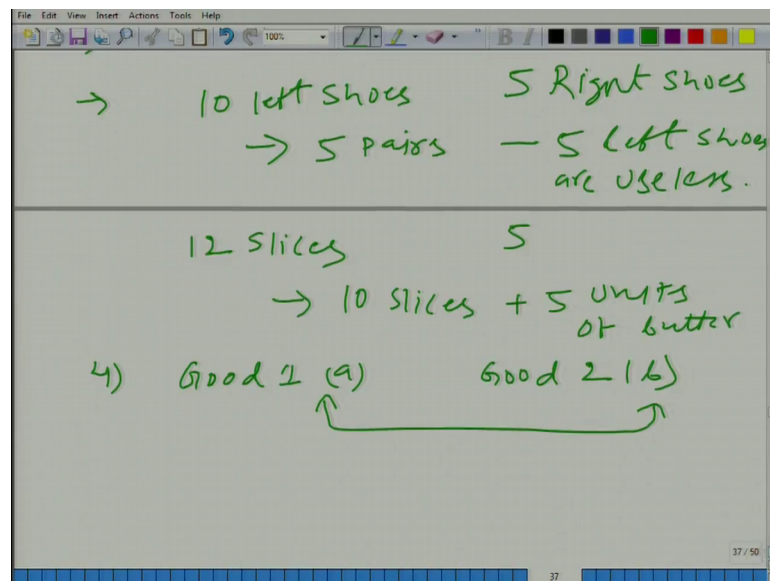 File Edit View Insert Actions Tools Help
100%
B I
→ 10 left shoes 5 Right shoes
→ 5 pairs — 5 left shoes
are useless.
12 Slices 5
→ 10 slices + 5 units
of butter
4) Good 1 (a) Good 2 (b)
37 / 50
37